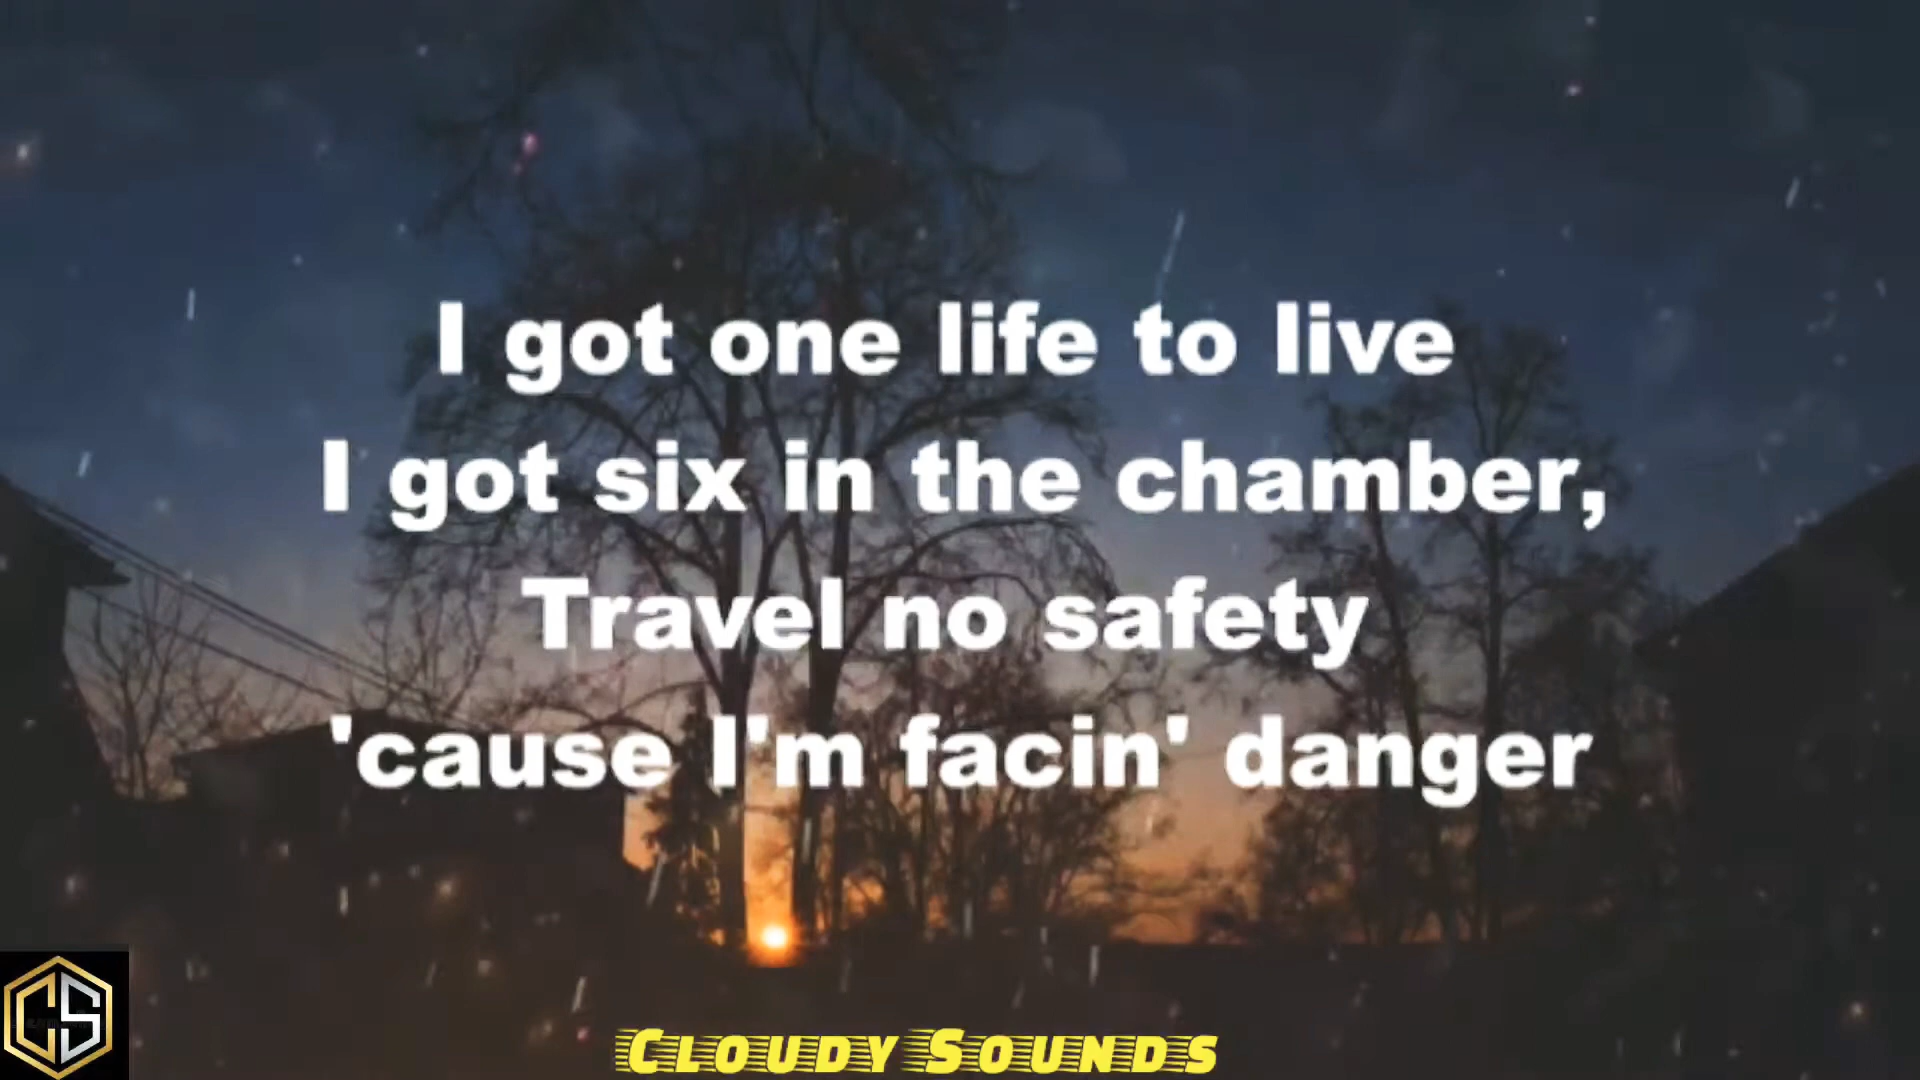 I got one life to live
I got six in the chamber,
Travel no safety
'cause I'm facin' danger
CS
Cloudy Sounds